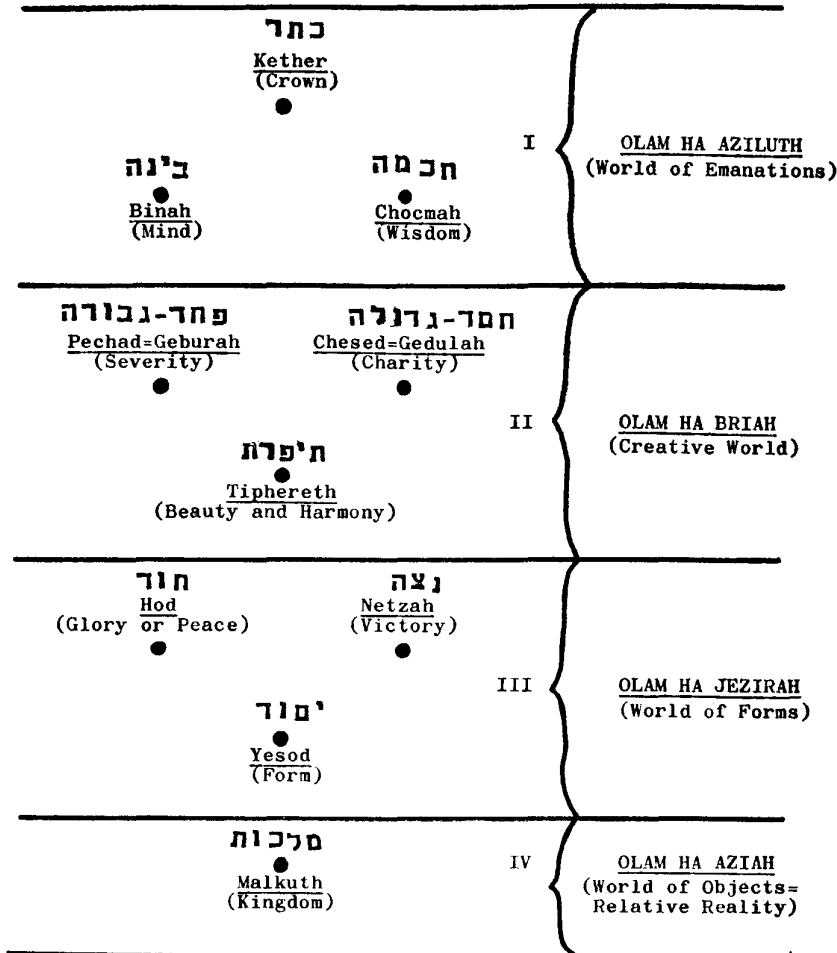 כתר
Kether
(Crown)
I
OLAM HA AZILUTH
(World of Emanations)
בינה
Binah
(Mind)
חכמה
Chocmah
(Wisdom)
פחד-גבורה
Pechad=Geburah
(Severity)
חסד-גדולה
Chesed=Gedulah
(Charity)
II
OLAM HA BRIAH
(Creative World)
תיפרת
Tiphereth
(Beauty and Harmony)
חוד
Hod
(Glory or Peace)
נצה
Netzah
(Victory)
III
OLAM HA JEZIRAH
(World of Forms)
יסוד
Yesod
(Form)
מלכות
Malkuth
(Kingdom)
IV
OLAM HA AZIAH
(World of Objects=
Relative Reality)